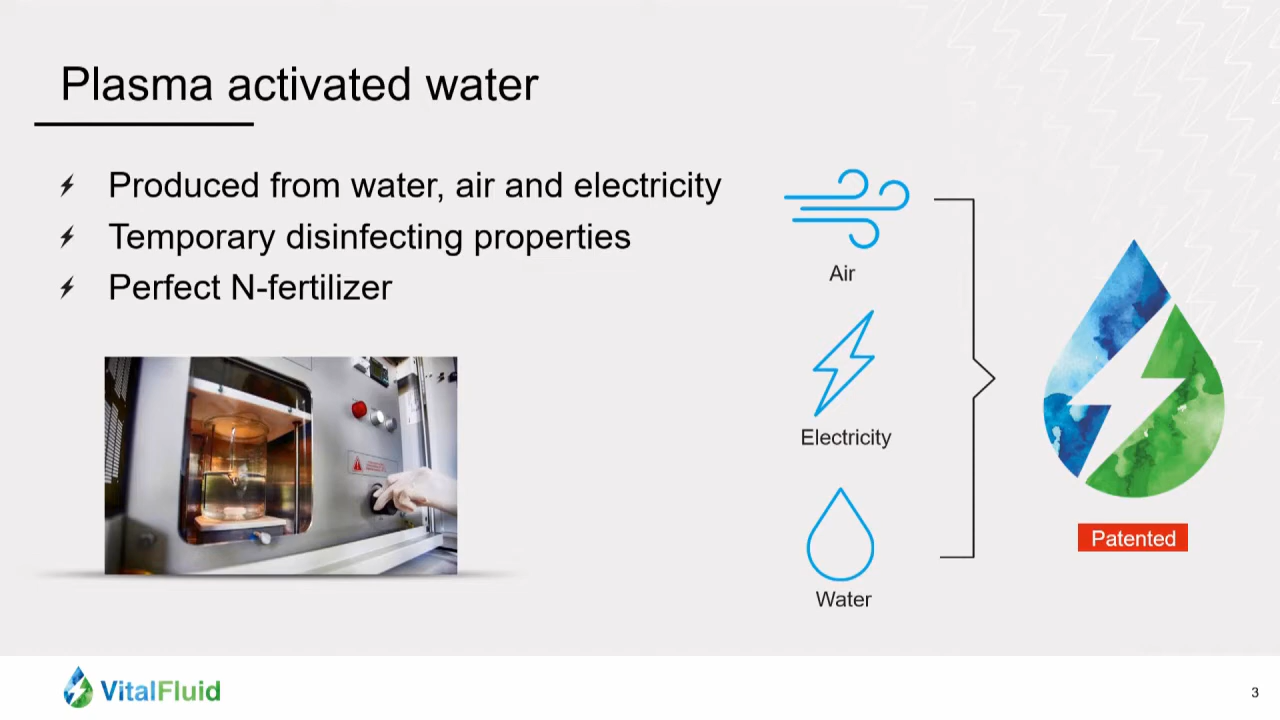 Plasma activated water
Produced from water, air and electricity
Temporary disinfecting properties
Perfect N-fertilizer
Air
Electricity
Water
Patented
VitalFluid
3